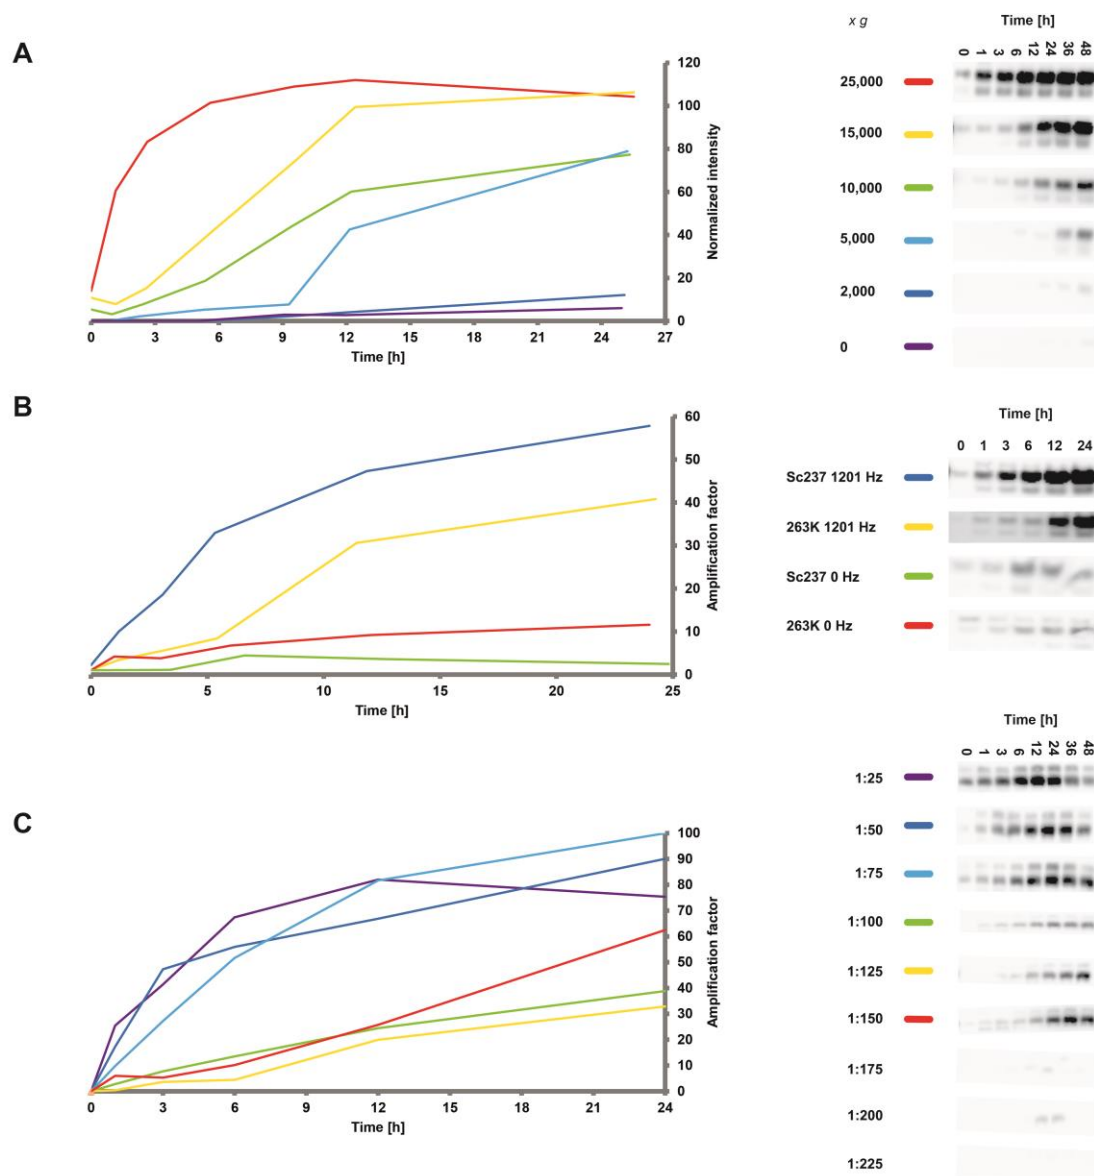 A
120
100
80
60
40
20
0
Normalized intensity
0 3 6 9 12 15 18 21 24 27
Time [h]
x g
Time [h]
0 1 3 6 12 24 36 48
25,000
15,000
10,000
5,000
2,000
0
B
60
50
40
30
20
10
0
Amplification factor
0 5 10 15 20 25
Time [h]
Time [h]
0 1 3 6 12 24
Sc237 1201 Hz
263K 1201 Hz
Sc237 0 Hz
263K 0 Hz
C
100
90
80
70
60
50
40
30
20
10
0
Amplification factor
0 3 6 9 12 15 18 21 24
Time [h]
Time [h]
0 1 3 6 12 24 36 48
1:25
1:50
1:75
1:100
1:125
1:150
1:175
1:200
1:225